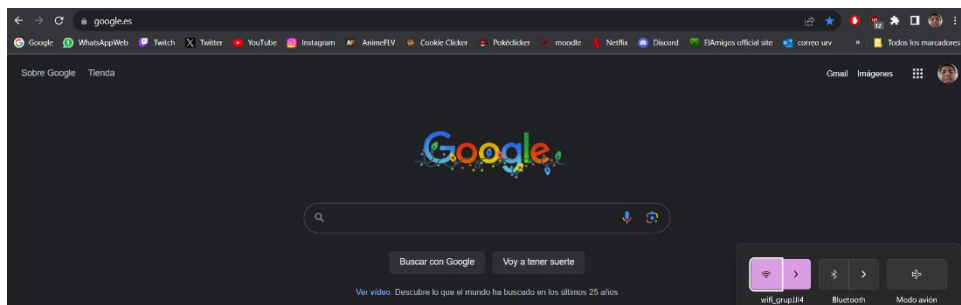 google.es
Google WhatsAppWeb Twitch Twitter YouTube Instagram AnimeFLV Cookie Clicker Pokéclicker moodle Netflix Discord ElAmigos official site correo urv » Todos los marcadores
Sobre Google Tienda Gmail Imágenes
Google
Buscar con Google Voy a tener suerte
Ver vídeo: Descubre lo que el mundo ha buscado en los últimos 25 años
Bluetooth Modo avión